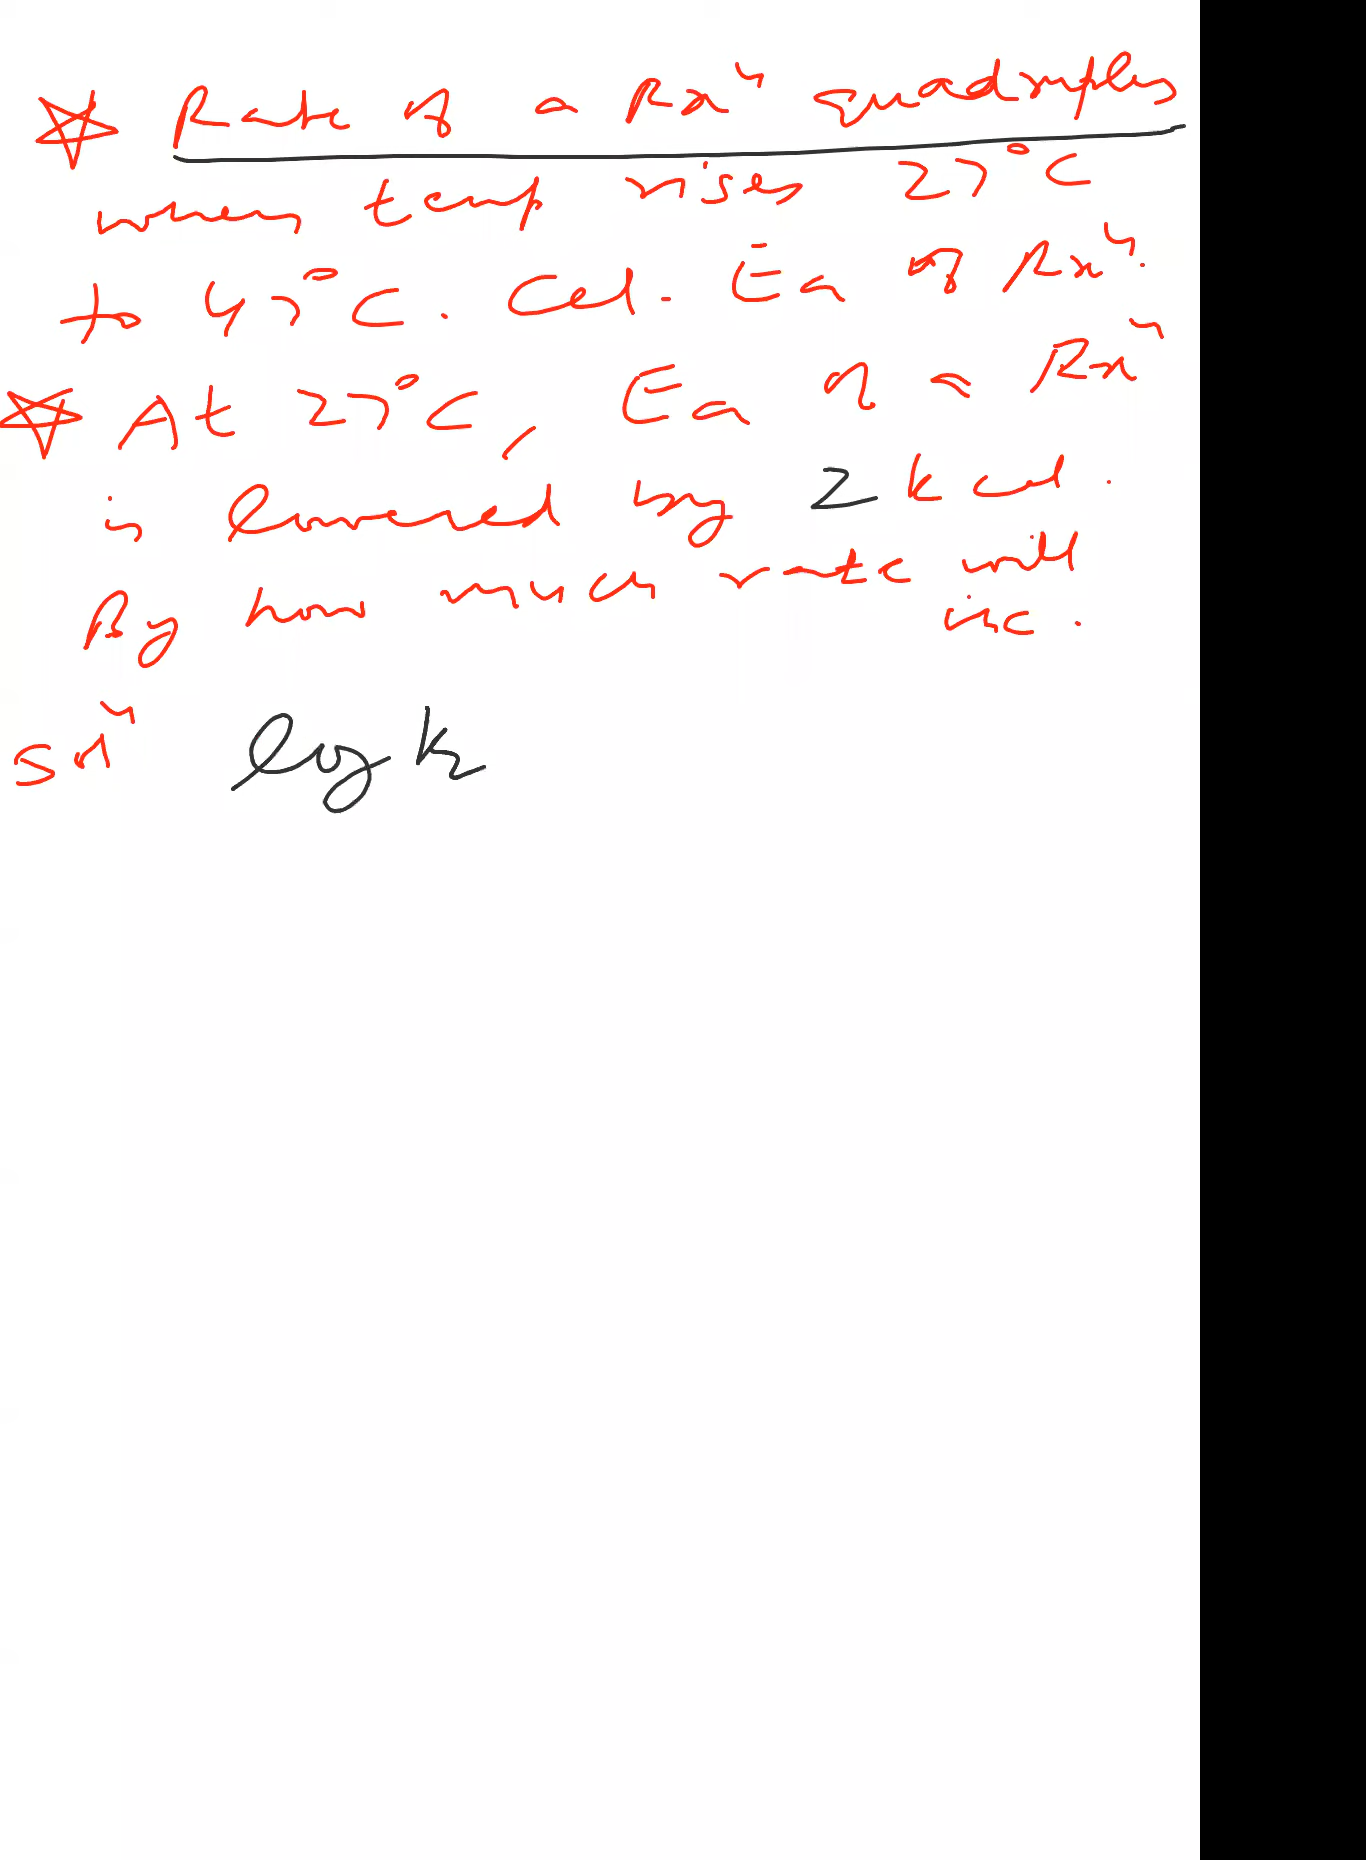 ☆ Rate of a Rxⁿ quadruples
when temp rises 27°C
to 47°C. Cal. Ea of Rxⁿ.
☆ At 27°C, Ea of a Rxⁿ
is lowered by 2 kcal.
By how much rate will
inc.
Solⁿ log k₂